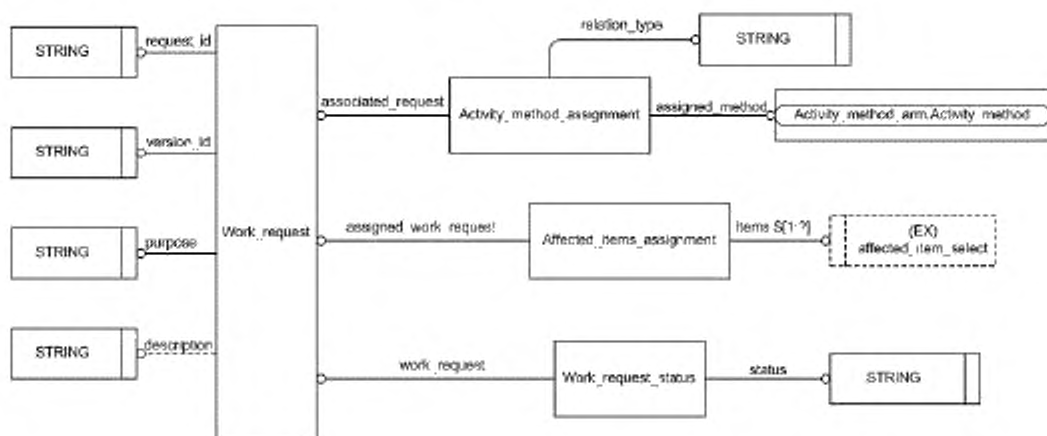 relation_type
STRING
STRING
request_id
associated_request
Activity_method_assignment
assigned_method
Activity_method_arm.Activity_method
STRING
version_id
Work_request
assigned_work_request
Affected_items_assignment
items S[1:?]
(EX)
affected_item_select
STRING
purpose
STRING
description
work_request
Work_request_status
status
STRING